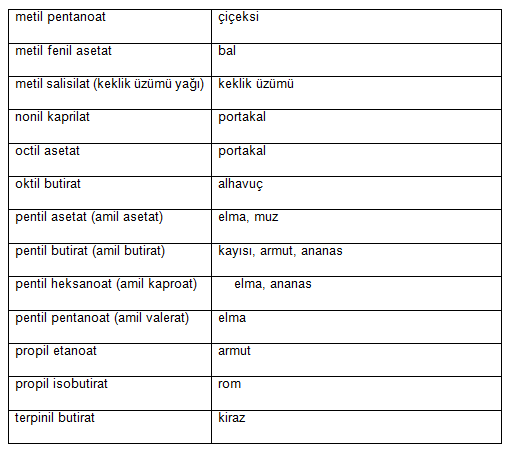 metil pentanoat çiçeksi
metil fenil asetat bal
metil salisilat (keklik üzümü yağı) keklik üzümü
nonil kaprilat portakal
octil asetat portakal
oktil butirat alhavuç
pentil asetat (amil asetat) elma, muz
pentil butirat (amil butirat) kayısı, armut, ananas
pentil heksanoat (amil kaproat) elma, ananas
pentil pentanoat (amil valerat) elma
propil etanoat armut
propil isobutirat rom
terpinil butirat kiraz